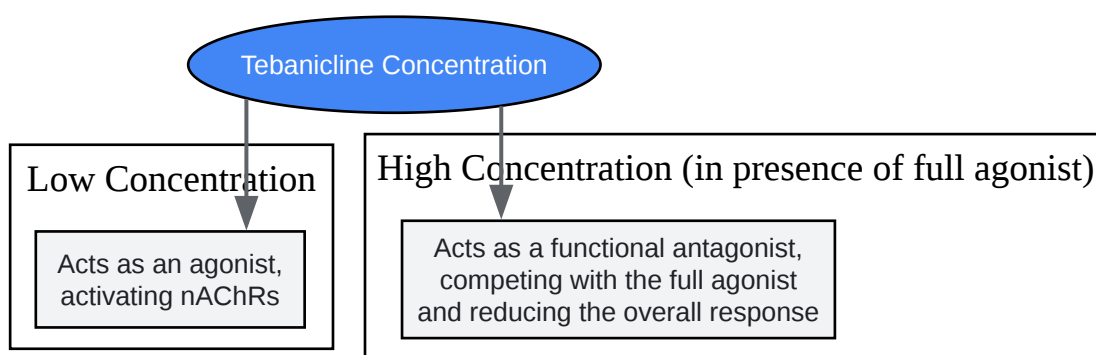 Tebanicline Concentration
Low Concentration
Acts as an agonist,
activating nAChRs
High Concentration (in presence of full agonist)
Acts as a functional antagonist,
competing with the full agonist
and reducing the overall response